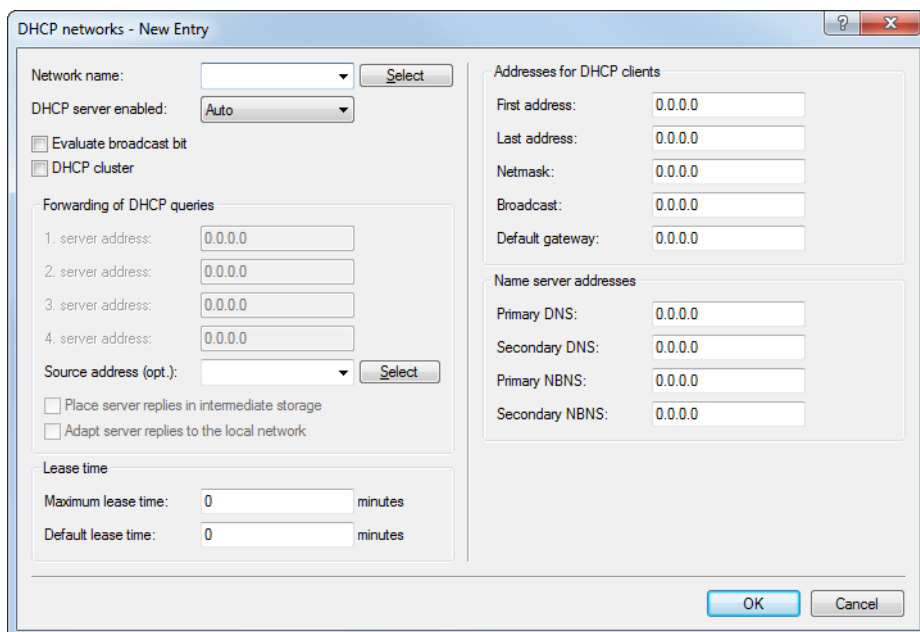 DHCP networks - New Entry
Network name:
Select
DHCP server enabled:
Auto
Evaluate broadcast bit
DHCP cluster
Forwarding of DHCP queries
1. server address:
0.0.0.0
2. server address:
0.0.0.0
3. server address:
0.0.0.0
4. server address:
0.0.0.0
Source address (opt.):
Select
Place server replies in intermediate storage
Adapt server replies to the local network
Lease time
Maximum lease time:
0
minutes
Default lease time:
0
minutes
Addresses for DHCP clients
First address:
0.0.0.0
Last address:
0.0.0.0
Netmask:
0.0.0.0
Broadcast:
0.0.0.0
Default gateway:
0.0.0.0
Name server addresses
Primary DNS:
0.0.0.0
Secondary DNS:
0.0.0.0
Primary NBNS:
0.0.0.0
Secondary NBNS:
0.0.0.0
OK
Cancel